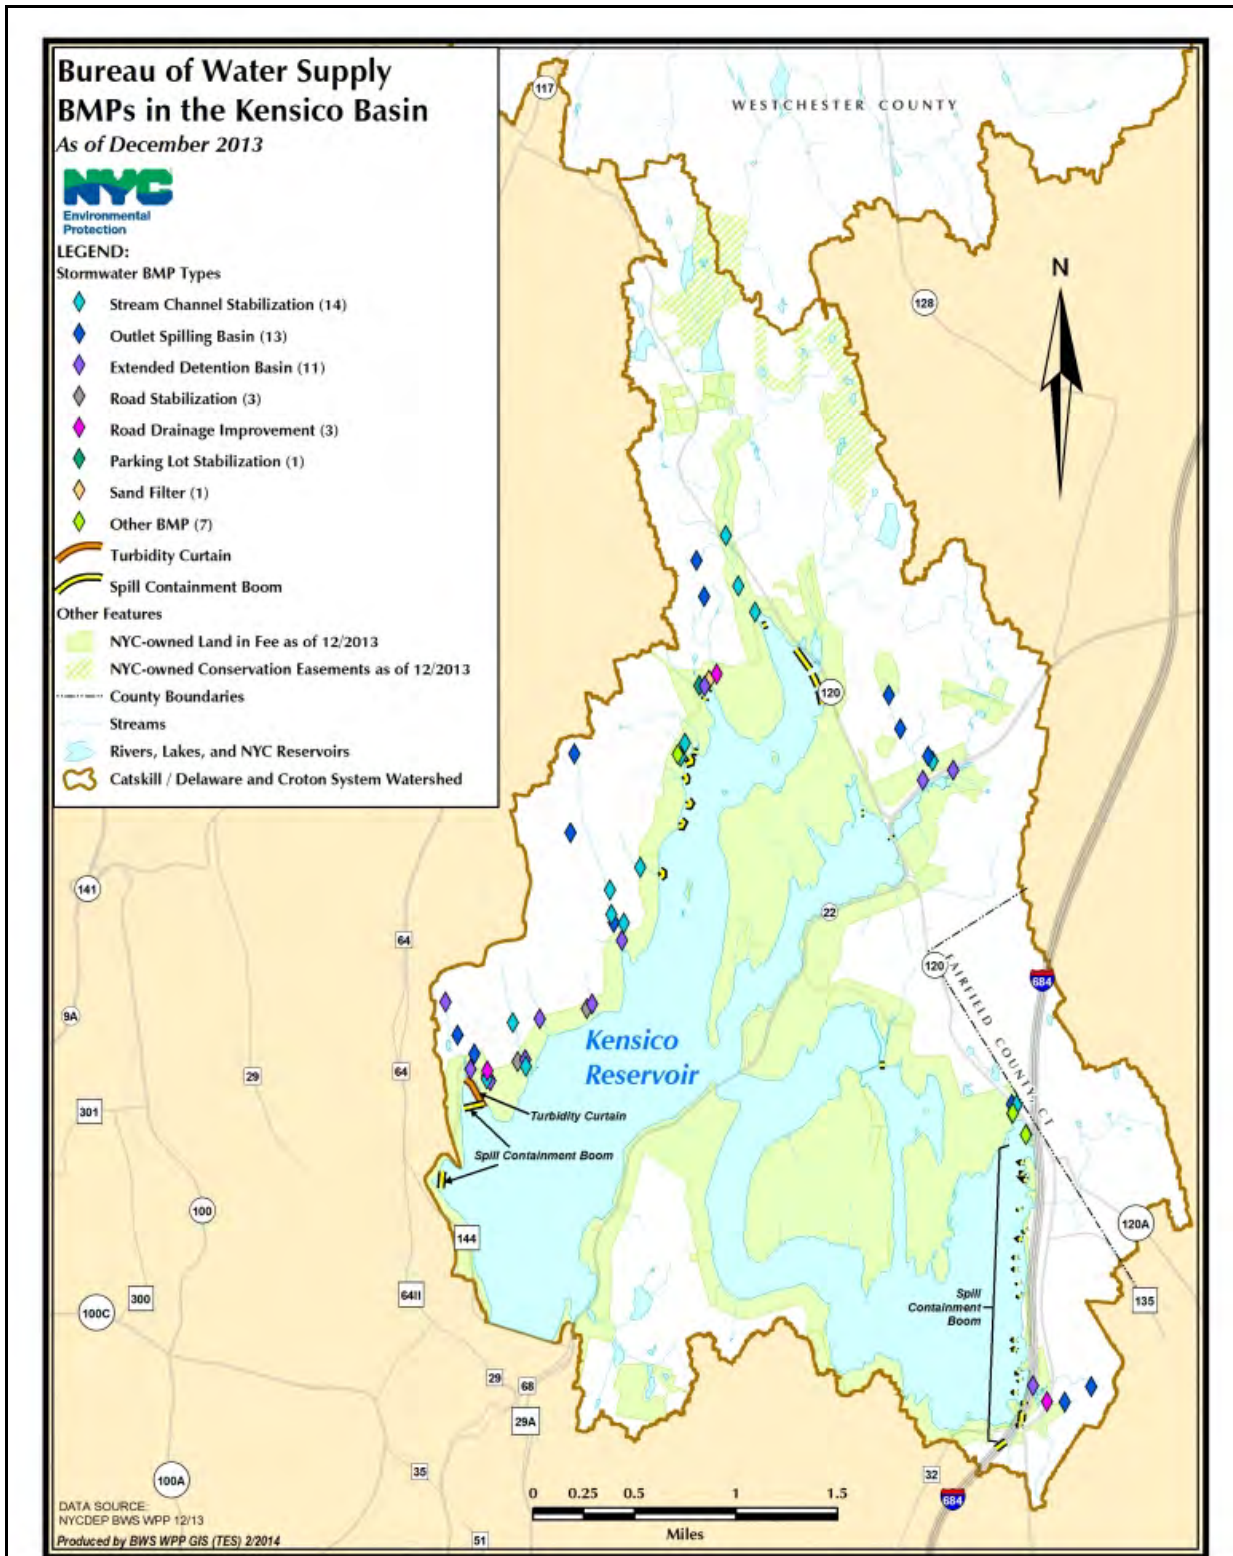 Bureau of Water Supply
BMPs in the Kensico Basin
As of December 2013
NYC
Environmental
Protection
LEGEND:
Stormwater BMP Types
Stream Channel Stabilization (14)
Outlet Spilling Basin (13)
Extended Detention Basin (11)
Road Stabilization (3)
Road Drainage Improvement (3)
Parking Lot Stabilization (1)
Sand Filter (1)
Other BMP (7)
Turbidity Curtain
Spill Containment Boom
Other Features
NYC-owned Land in Fee as of 12/2013
NYC-owned Conservation Easements as of 12/2013
County Boundaries
Streams
Rivers, Lakes, and NYC Reservoirs
Catskill / Delaware and Croton System Watershed
117
WESTCHESTER COUNTY
N
128
120
141
22
64
120
684
FAIRFIELD COUNTY, CT
9A
Kensico
Reservoir
29
64
301
Turbidity Curtain
Spill Containment Boom
100
144
120A
Spill
Containment
Boom
300
64II
135
100C
29
68
29A
35
32
100A
684
0 0.25 0.5 1 1.5
Miles
51
DATA SOURCE:
NYCDEP BWS WPP 12/13
Produced by BWS WPP GIS (TES) 2/2014